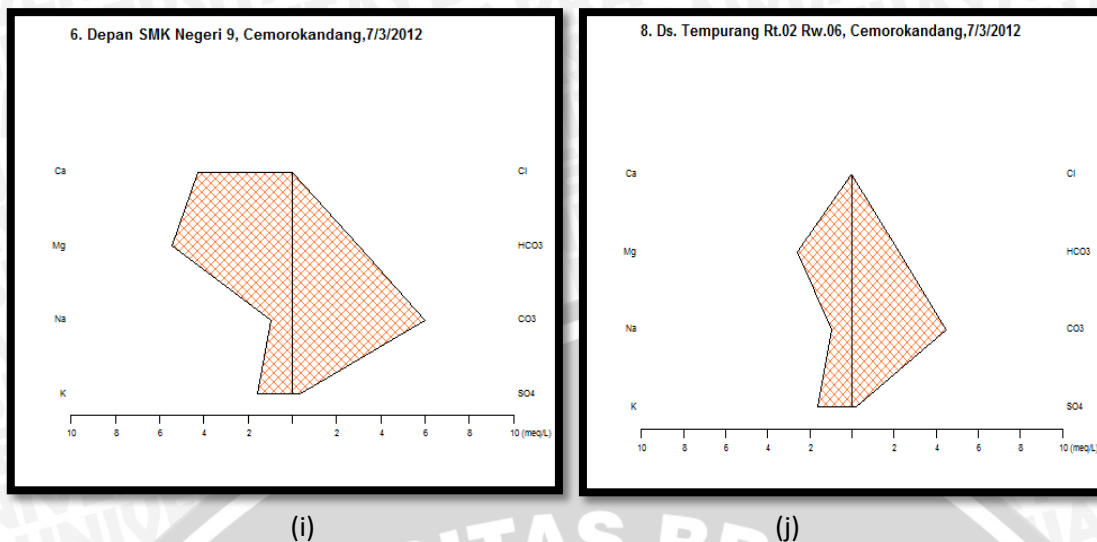 6. Depan SMK Negeri 9, Cemorokandang,7/3/2012
Ca Cl
Mg HCO3
Na CO3
K SO4
10 8 6 4 2 2 4 6 8 10 (meq/L)
(i)
8. Ds. Tempurang Rt.02 Rw.06, Cemorokandang,7/3/2012
Ca Cl
Mg HCO3
Na CO3
K SO4
10 8 6 4 2 2 4 6 8 10 (meq/L)
(j)